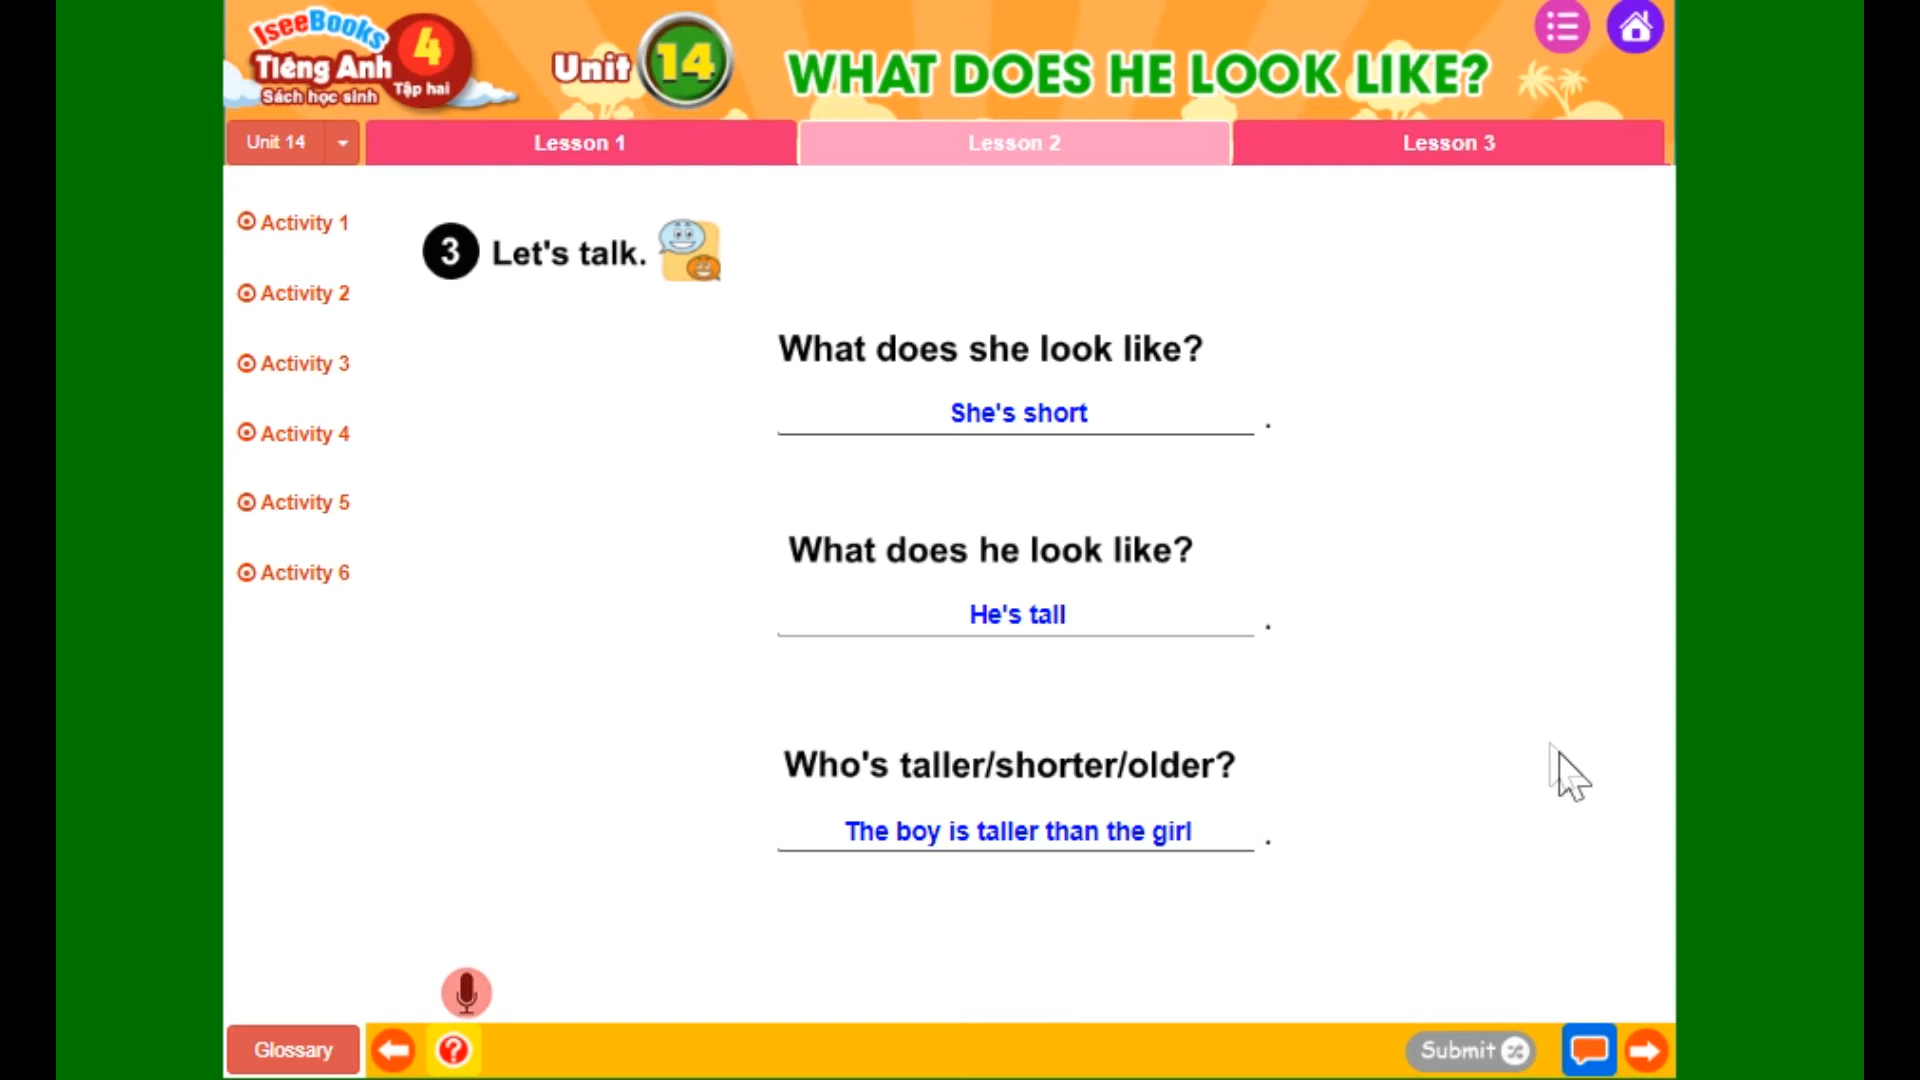 IseeBooks
Tiếng Anh 4
Sách học sinh Tập hai
Unit 14 WHAT DOES HE LOOK LIKE?
Unit 14
Lesson 1
Lesson 2
Lesson 3
Activity 1
Activity 2
Activity 3
Activity 4
Activity 5
Activity 6
3 Let's talk.
What does she look like?
She's short .
What does he look like?
He's tall .
Who's taller/shorter/older?
The boy is taller than the girl .
Glossary
?
Submit